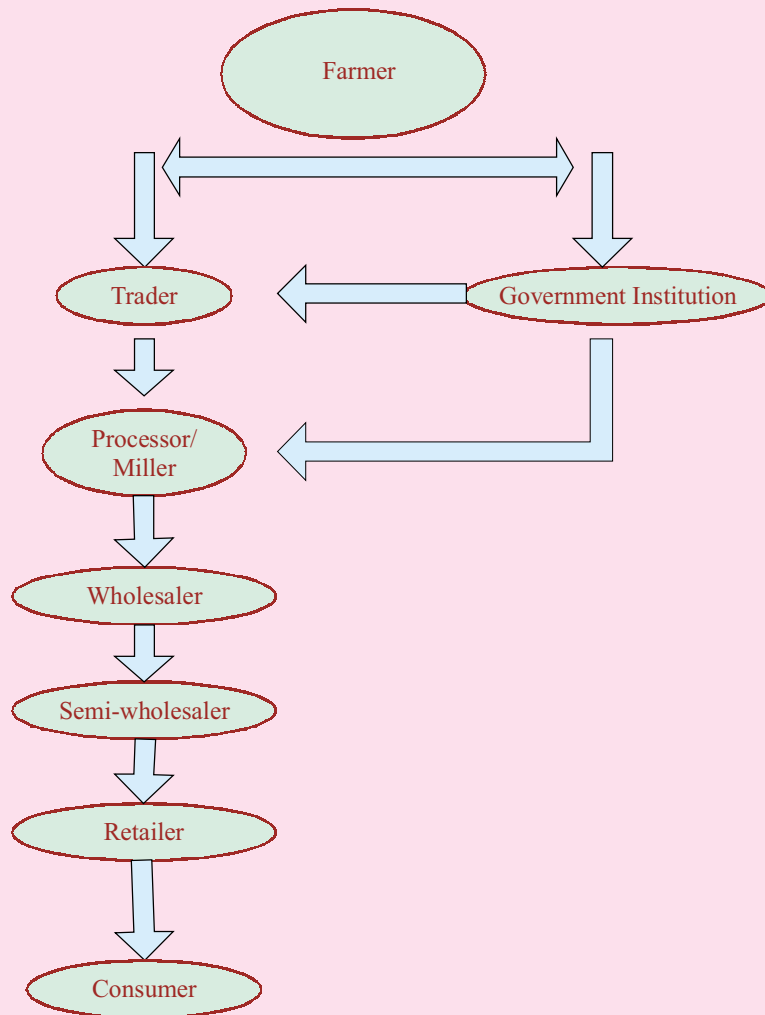 Farmer
Trader
Government Institution
Processor/
Miller
Wholesaler
Semi-wholesaler
Retailer
Consumer